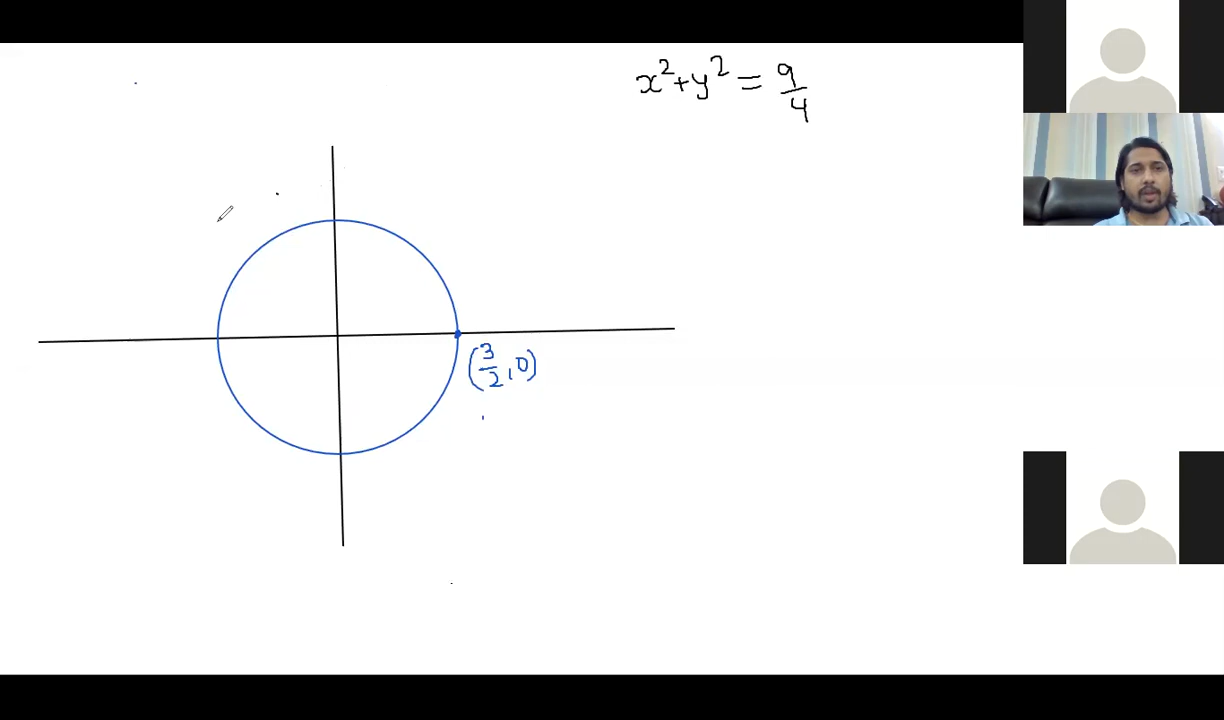 x²+y² = 9/4
(3/2, 0)